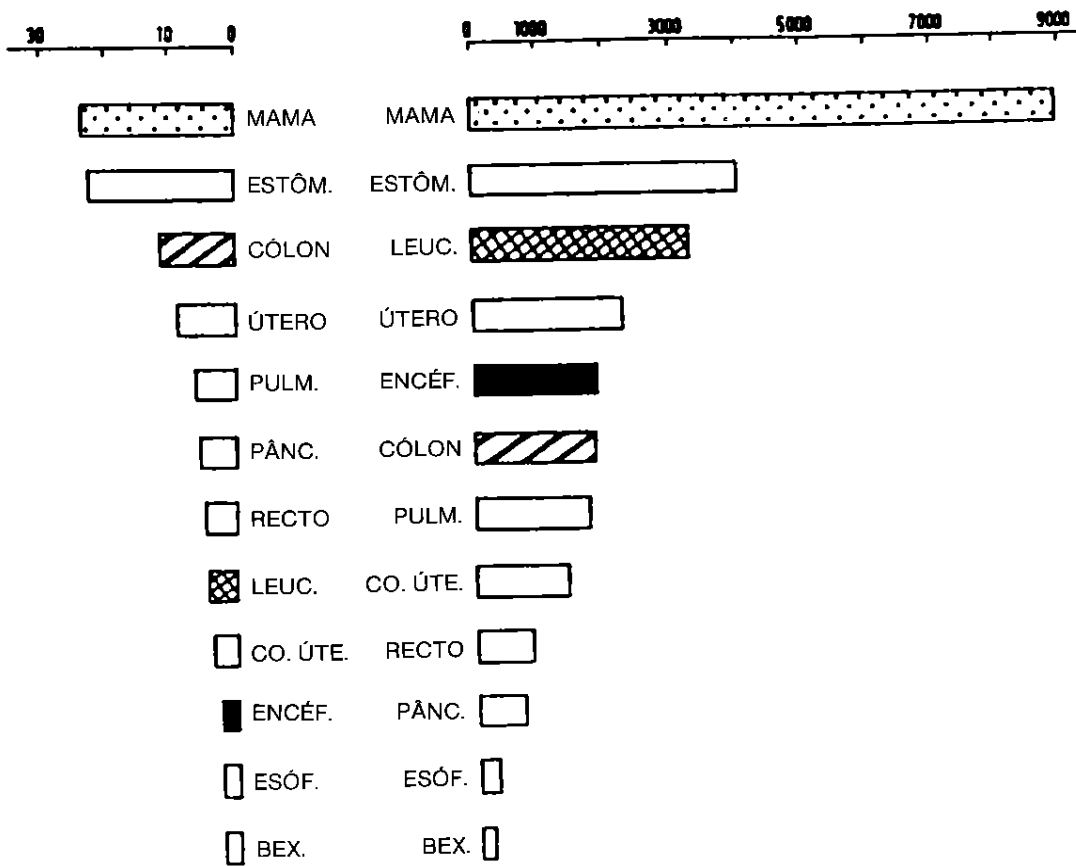 30 10 0 0 1000 3000 5000 7000 9000
MAMA MAMA
ESTÔM. ESTÔM.
CÓLON LEUC.
ÚTERO ÚTERO
PULM. ENCÉF.
PÂNC. CÓLON
RECTO PULM.
LEUC. CO. ÚTE.
CO. ÚTE. RECTO
ENCÉF. PÂNC.
ESÓF. ESÓF.
BEX. BEX.